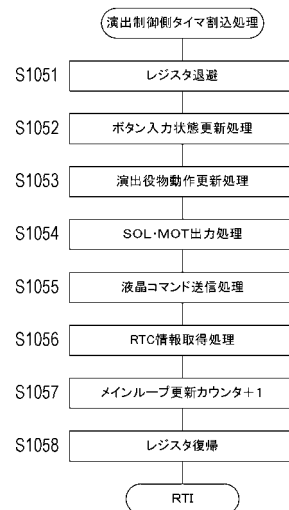 演出制御側タイマ割込処理
S1051 レジスタ退避
S1052 ボタン入力状態更新処理
S1053 演出役物動作更新処理
S1054 SOL・MOT出力処理
S1055 液晶コマンド送信処理
S1056 RTC情報取得処理
S1057 メインループ更新カウンタ+1
S1058 レジスタ復帰
RTI